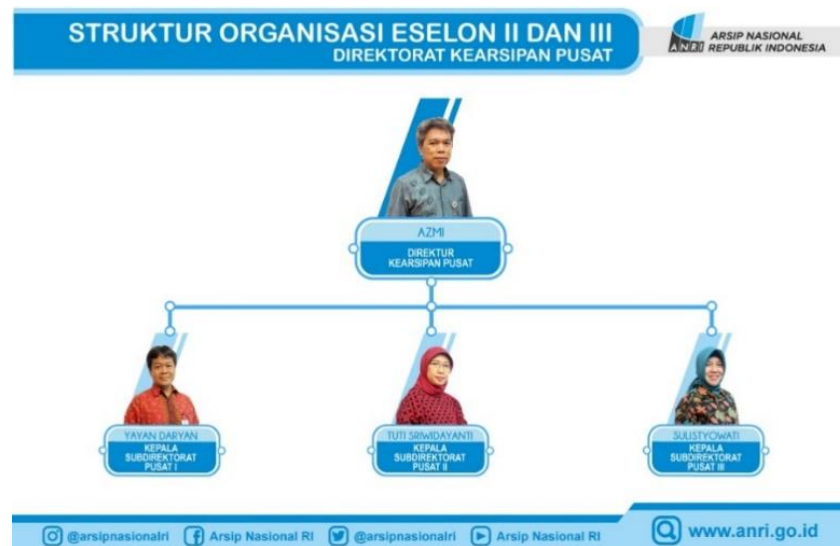 STRUKTUR ORGANISASI ESELON II DAN III
DIREKTORAT KEARSIPAN PUSAT
ANRI
ARSIP NASIONAL
REPUBLIK INDONESIA
AZMI
DIREKTUR
KEARSIPAN PUSAT
YAYAN DARYAN
KEPALA
SUBDIREKTORAT
PUSAT I
TUTI SRIWIDAYANTI
KEPALA
SUBDIREKTORAT
PUSAT II
SULISTYOWATI
KEPALA
SUBDIREKTORAT
PUSAT III
@arsipnasionalri Arsip Nasional RI @arsipnasionalri Arsip Nasional RI www.anri.go.id